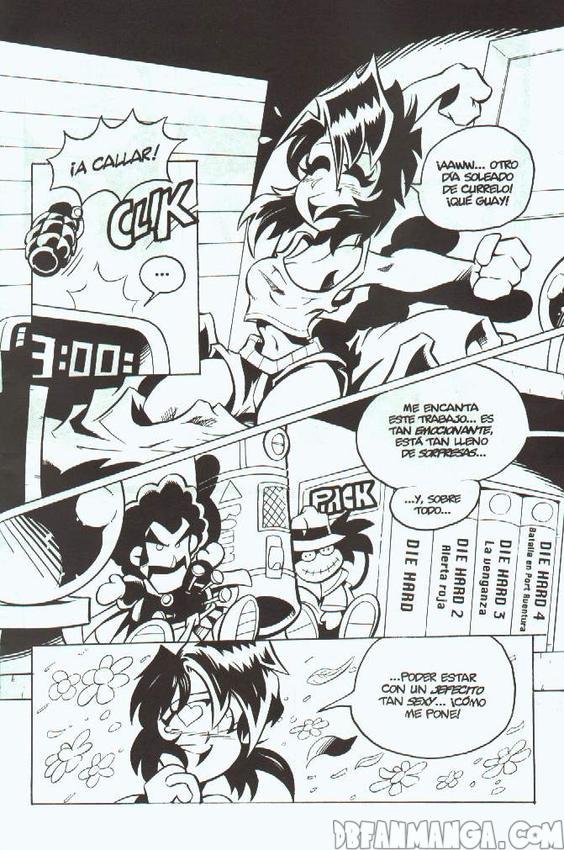 ¡A CALLAR!
CLIK
...
3:00:
¡AAWW... OTRO
DÍA SOLEADO
DE CURRELO!
¡QUÉ GUAY!
ME ENCANTA
ESTE TRABAJO... ES
TAN EMOCIONANTE,
ESTÁ TAN LLENO
DE SORPRESAS...
...Y, SOBRE
TODO...
PACK
DIE HARD
DIE HARD 2
Alerta roja
DIE HARD 3
La venganza
DIE HARD 4
Batalla en Port Aventura
...PODER ESTAR
CON UN JEFECITO
TAN SEXY... ¡CÓMO
ME PONE!
DBFANMANGA.COM